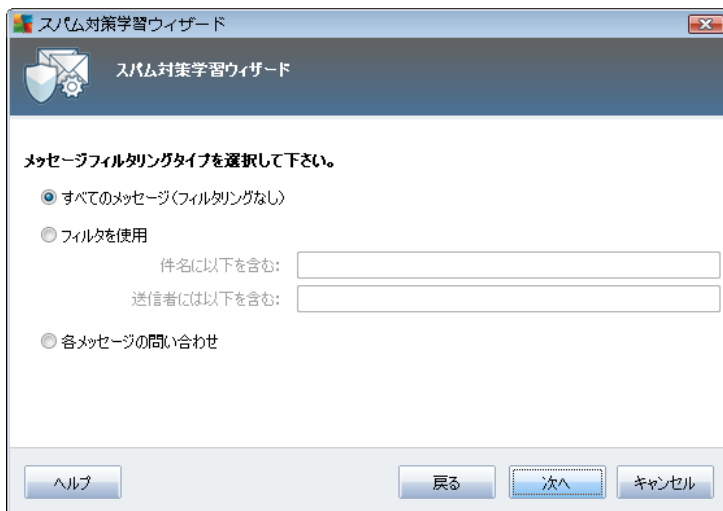 スパム対策学習ウィザード
スパム対策学習ウィザード
メッセージフィルタリングタイプを選択して下さい。
すべてのメッセージ(フィルタリングなし)
フィルタを使用
件名に以下を含む:
送信者には以下を含む:
各メッセージの問い合わせ
ヘルプ 戻る 次へ キャンセル